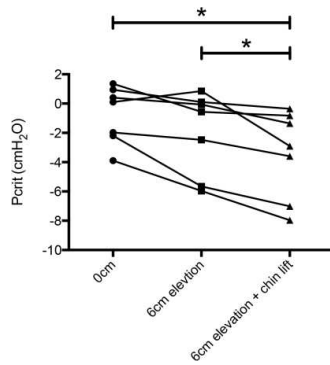 *
*
2
0
-2
-4
-6
-8
-10
Pcrit (cmH₂O)
0cm
6cm elevtion
6cm elevation + chin lift